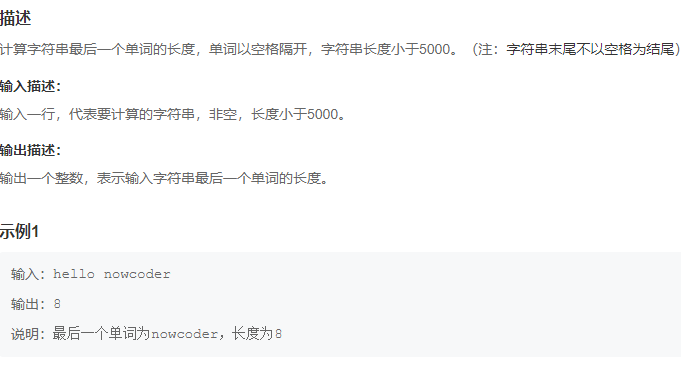 描述
计算字符串最后一个单词的长度，单词以空格隔开，字符串长度小于5000。（注：字符串末尾不以空格为结尾）
输入描述：
输入一行，代表要计算的字符串，非空，长度小于5000。
输出描述：
输出一个整数，表示输入字符串最后一个单词的长度。
示例1
输入：hello nowcoder
输出：8
说明：最后一个单词为nowcoder，长度为8